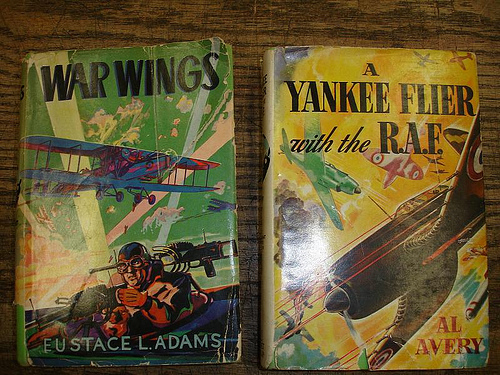 WAR WINGS
EUSTACE L. ADAMS
A
YANKEE FLIER
with the R.A.F.
AL
AVERY